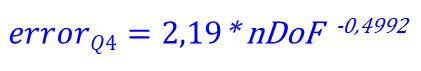 error_Q4 = 2,19 * nDoF ^-0,4992